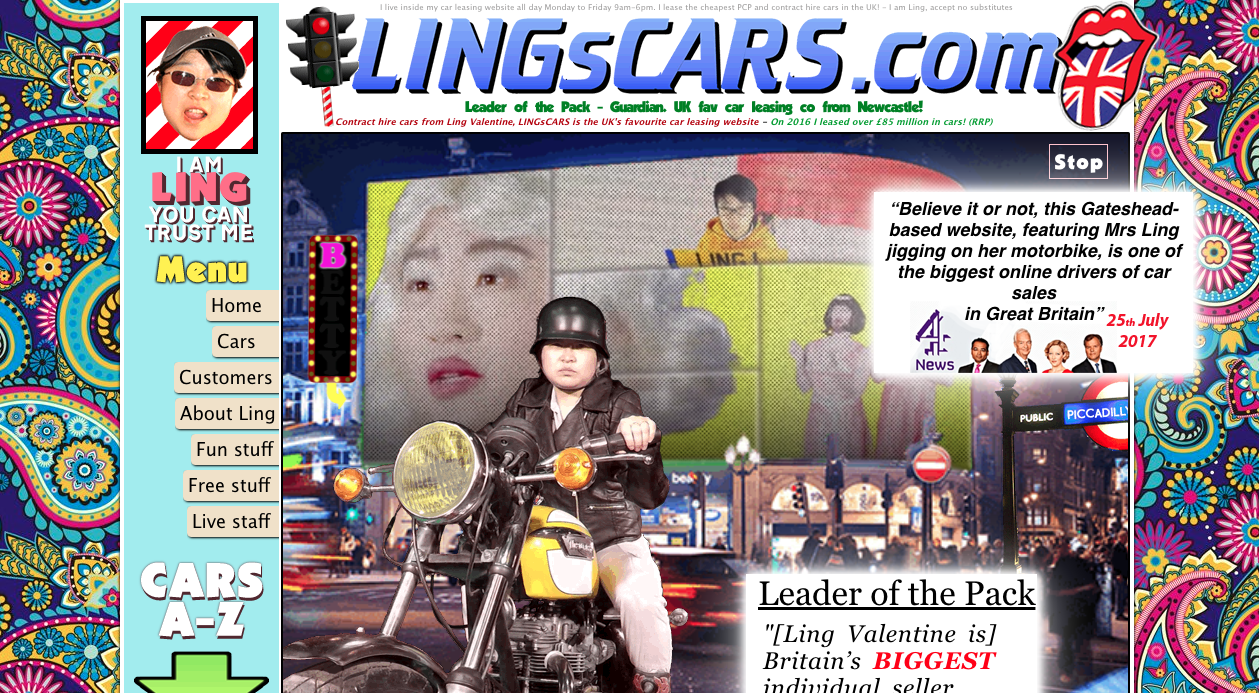 I live inside my car leasing website all day Monday to Friday 9am-6pm. I lease the cheapest PCP and contract hire cars in the UK! - I am Ling, accept no substitutes
LINGsCARS.com
Leader of the Pack - Guardian. UK fav car leasing co from Newcastle!
Contract hire cars from Ling Valentine, LINGsCARS is the UK's favourite car leasing website - On 2016 I leased over £85 million in cars! (RRP)
I AM
LING
YOU CAN
TRUST ME
Menu
Home
Cars
Customers
About Ling
Fun stuff
Free stuff
Live staff
CARS
A-Z
Stop
BETTY
LING
“Believe it or not, this Gateshead-
based website, featuring Mrs Ling
jigging on her motorbike, is one of
the biggest online drivers of car
sales
in Great Britain”
25th July
2017
4
News
PUBLIC
PICCADILLY
Leader of the Pack
"[Ling Valentine is]
Britain's BIGGEST
individual seller